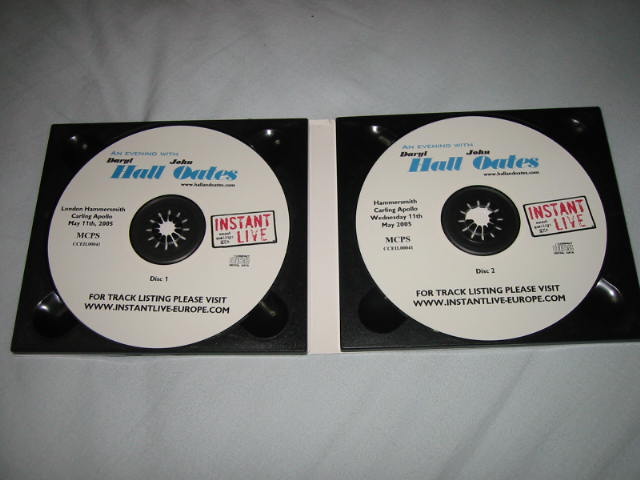 AN EVENING WITH
Daryl John
Hall Oates
www.hallandoates.com
London Hammersmith
Carling Apollo
May 11th, 2005
MCPS
CCEIL00041
INSTANT
LIVE
Disc 1
FOR TRACK LISTING PLEASE VISIT
WWW.INSTANTLIVE-EUROPE.COM
AN EVENING WITH
Daryl John
Hall Oates
www.hallandoates.com
Hammersmith
Carling Apollo
Wednesday 11th
May 2005
MCPS
CCEIL00041
INSTANT
LIVE
Disc 2
FOR TRACK LISTING PLEASE VISIT
WWW.INSTANTLIVE-EUROPE.COM